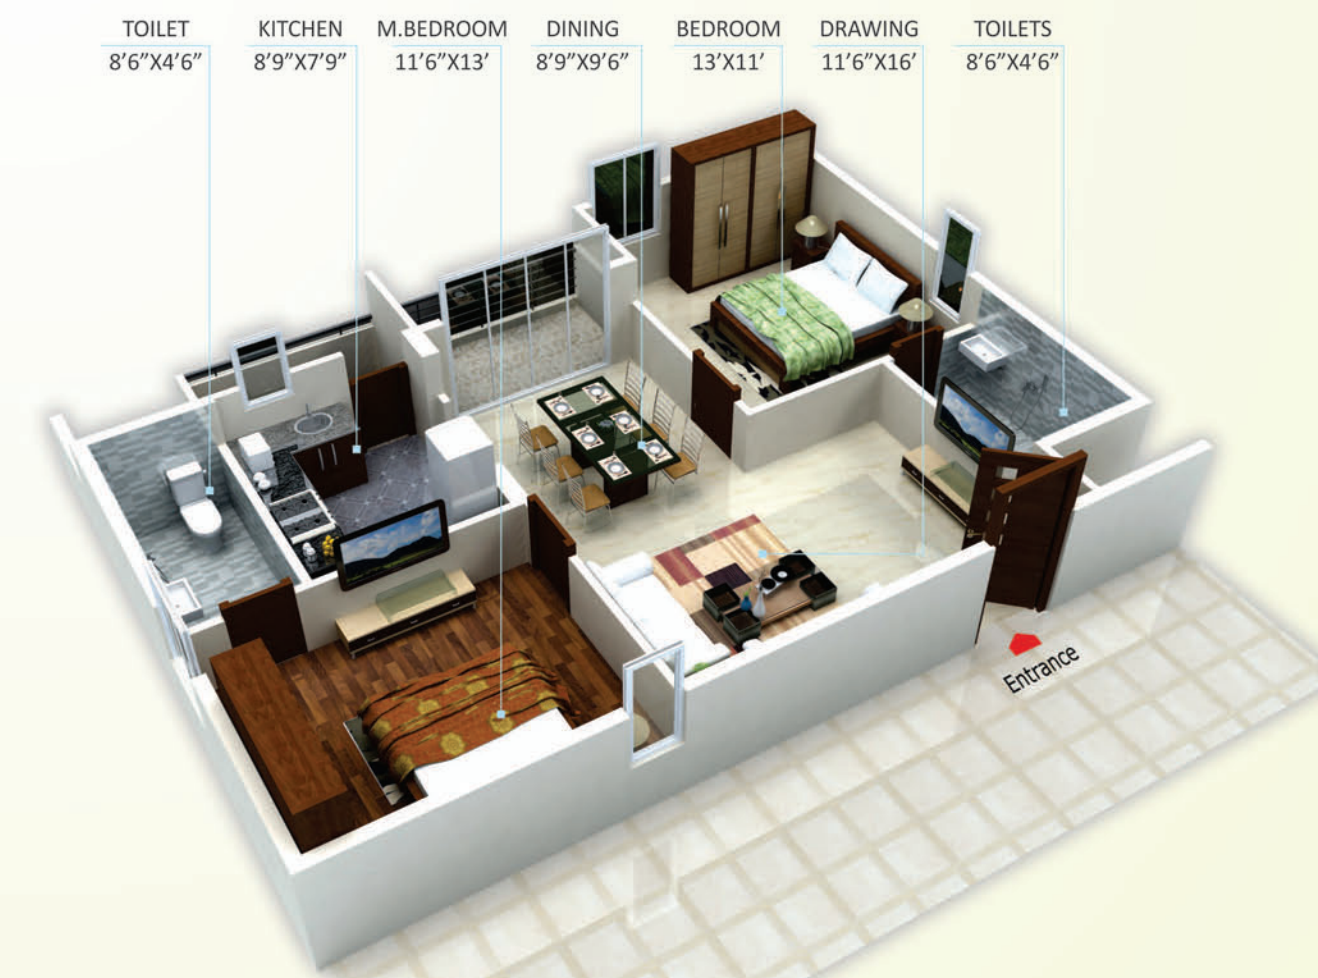 TOILET
8’6”X4’6”
KITCHEN
8’9”X7’9”
M.BEDROOM
11’6”X13’
DINING
8’9”X9’6”
BEDROOM
13’X11’
DRAWING
11’6”X16’
TOILETS
8’6”X4’6”
Entrance